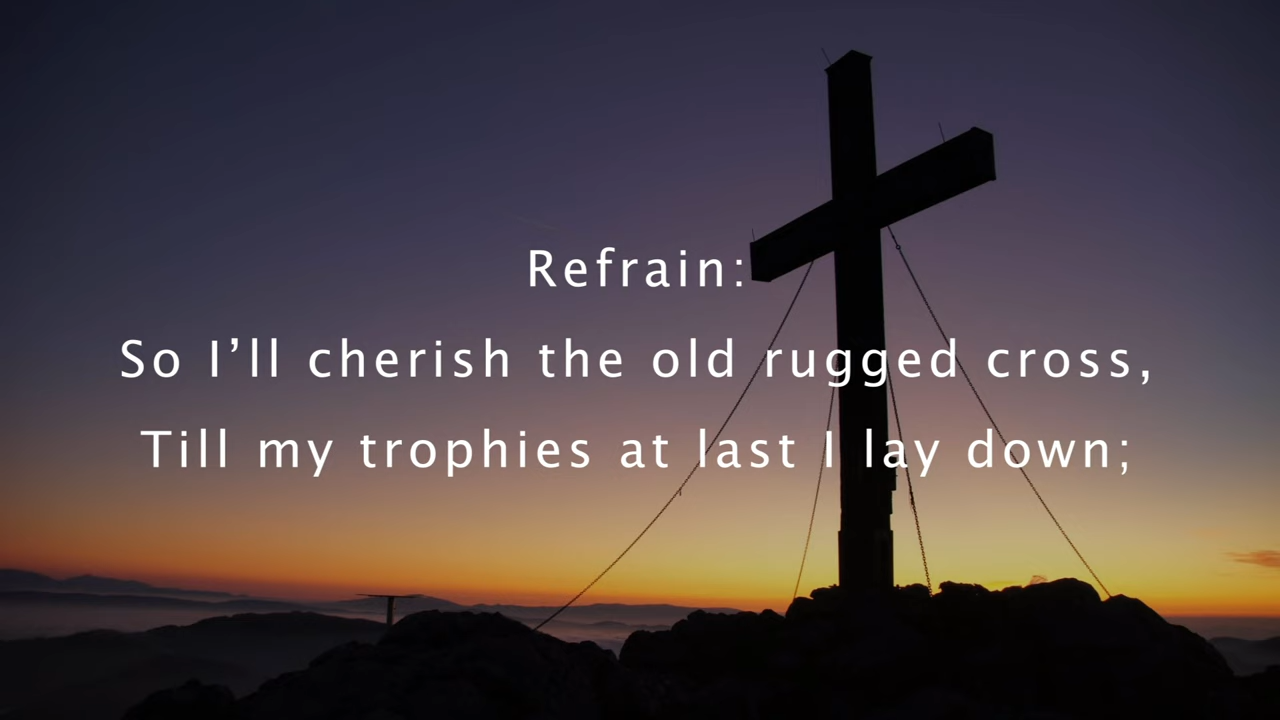 Refrain:
So I’ll cherish the old rugged cross,
Till my trophies at last I lay down;